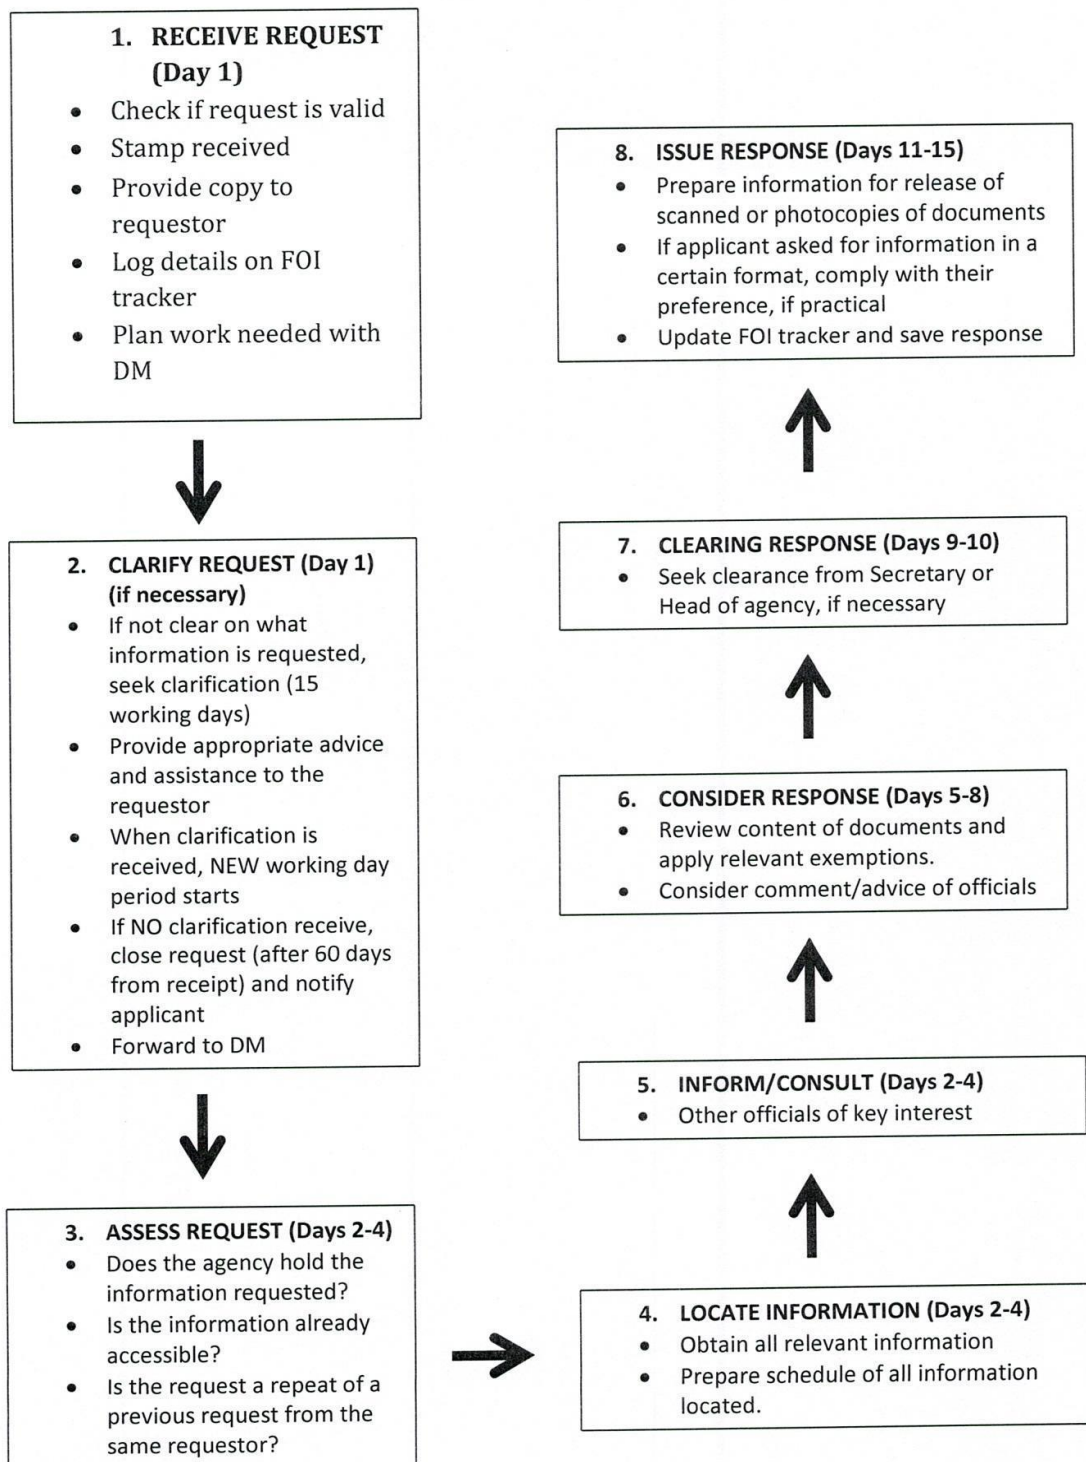 1. RECEIVE REQUEST
(Day 1)
• Check if request is valid
• Stamp received
• Provide copy to
requestor
• Log details on FOI
tracker
• Plan work needed with
DM
2. CLARIFY REQUEST (Day 1)
(if necessary)
• If not clear on what
information is requested,
seek clarification (15
working days)
• Provide appropriate advice
and assistance to the
requestor
• When clarification is
received, NEW working day
period starts
• If NO clarification receive,
close request (after 60 days
from receipt) and notify
applicant
• Forward to DM
3. ASSESS REQUEST (Days 2-4)
• Does the agency hold the
information requested?
• Is the information already
accessible?
• Is the request a repeat of a
previous request from the
same requestor?
4. LOCATE INFORMATION (Days 2-4)
• Obtain all relevant information
• Prepare schedule of all information
located.
5. INFORM/CONSULT (Days 2-4)
• Other officials of key interest
6. CONSIDER RESPONSE (Days 5-8)
• Review content of documents and
apply relevant exemptions.
• Consider comment/advice of officials
7. CLEARING RESPONSE (Days 9-10)
• Seek clearance from Secretary or
Head of agency, if necessary
8. ISSUE RESPONSE (Days 11-15)
• Prepare information for release of
scanned or photocopies of documents
• If applicant asked for information in a
certain format, comply with their
preference, if practical
• Update FOI tracker and save response